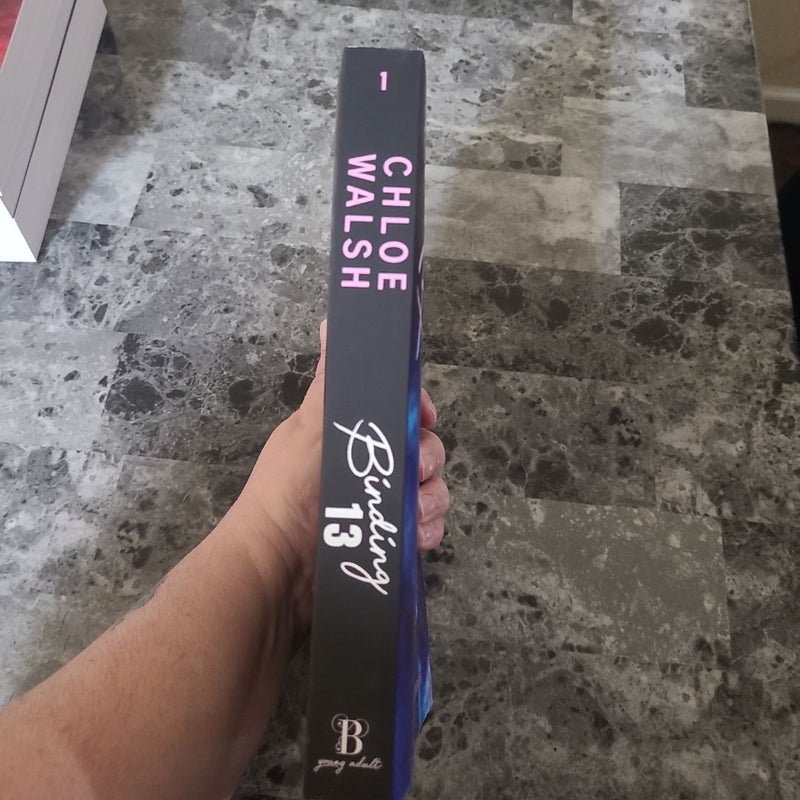 1
CHLOE
WALSH
Binding
13
B
young adult